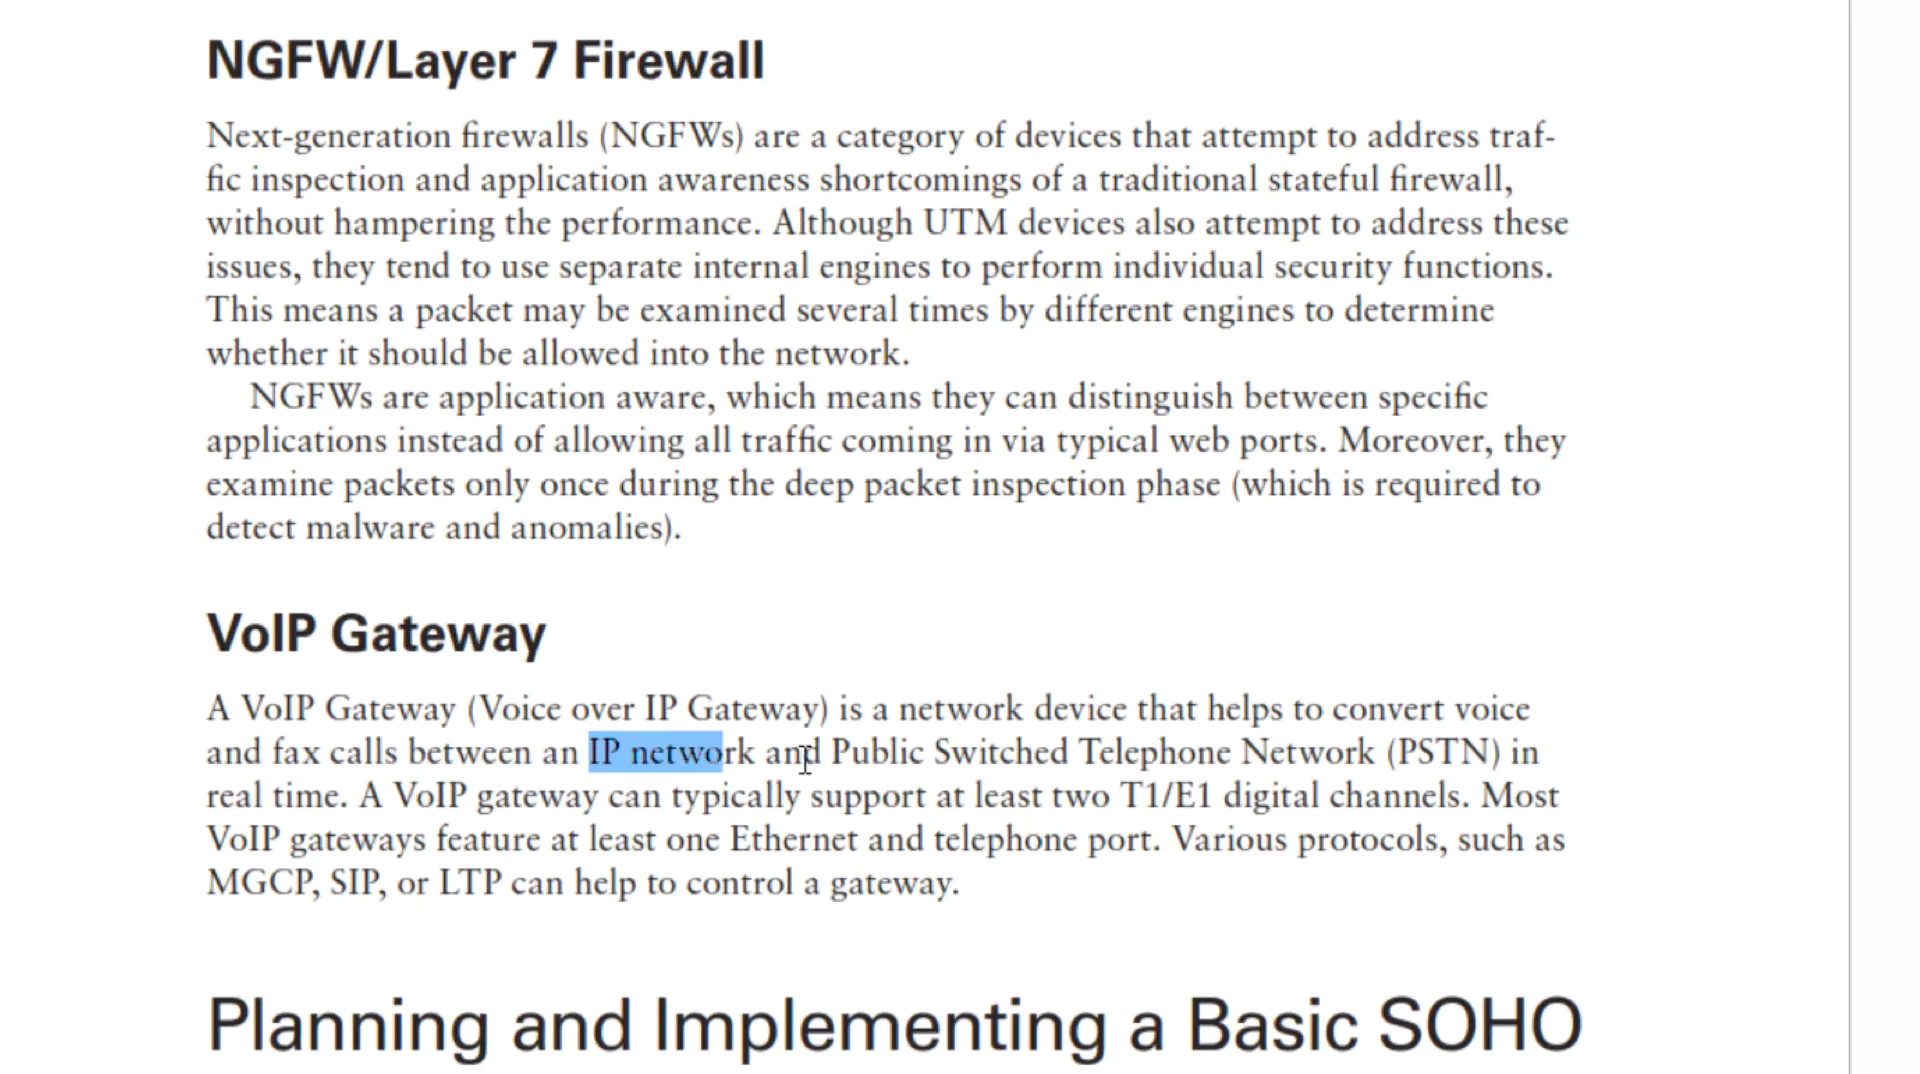 NGFW/Layer 7 Firewall
Next-generation firewalls (NGFWs) are a category of devices that attempt to address traf-
fic inspection and application awareness shortcomings of a traditional stateful firewall,
without hampering the performance. Although UTM devices also attempt to address these
issues, they tend to use separate internal engines to perform individual security functions.
This means a packet may be examined several times by different engines to determine
whether it should be allowed into the network.
NGFWs are application aware, which means they can distinguish between specific
applications instead of allowing all traffic coming in via typical web ports. Moreover, they
examine packets only once during the deep packet inspection phase (which is required to
detect malware and anomalies).
VoIP Gateway
A VoIP Gateway (Voice over IP Gateway) is a network device that helps to convert voice
and fax calls between an IP network and Public Switched Telephone Network (PSTN) in
real time. A VoIP gateway can typically support at least two T1/E1 digital channels. Most
VoIP gateways feature at least one Ethernet and telephone port. Various protocols, such as
MGCP, SIP, or LTP can help to control a gateway.
Planning and Implementing a Basic SOHO